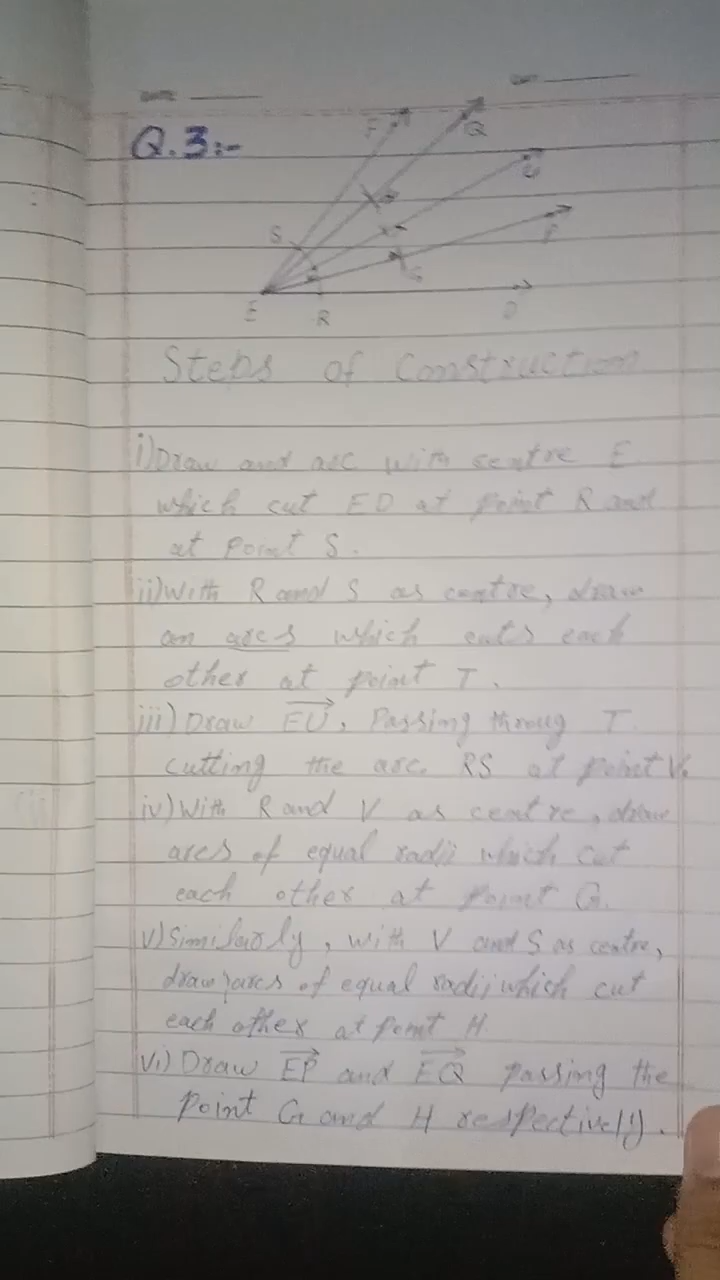 Q.3:-
F
Q
U
P
S
G
E
R
D
Steps of Construction
i) Draw and arc with centre E
which cut ED at point R and
at point S.
ii) With R and S as centre, draw
an arcs which cuts each
other at point T.
iii) Draw EU, Passing throug T
cutting the arc. RS at point V.
iv) With R and V as centre, draw
arcs of equal radii which cut
each other at point G.
v) Similarly, with V and S as centre,
draw arcs of equal radii which cut
each other at point H.
vi) Draw EP and EQ passing the
point G and H respectively.